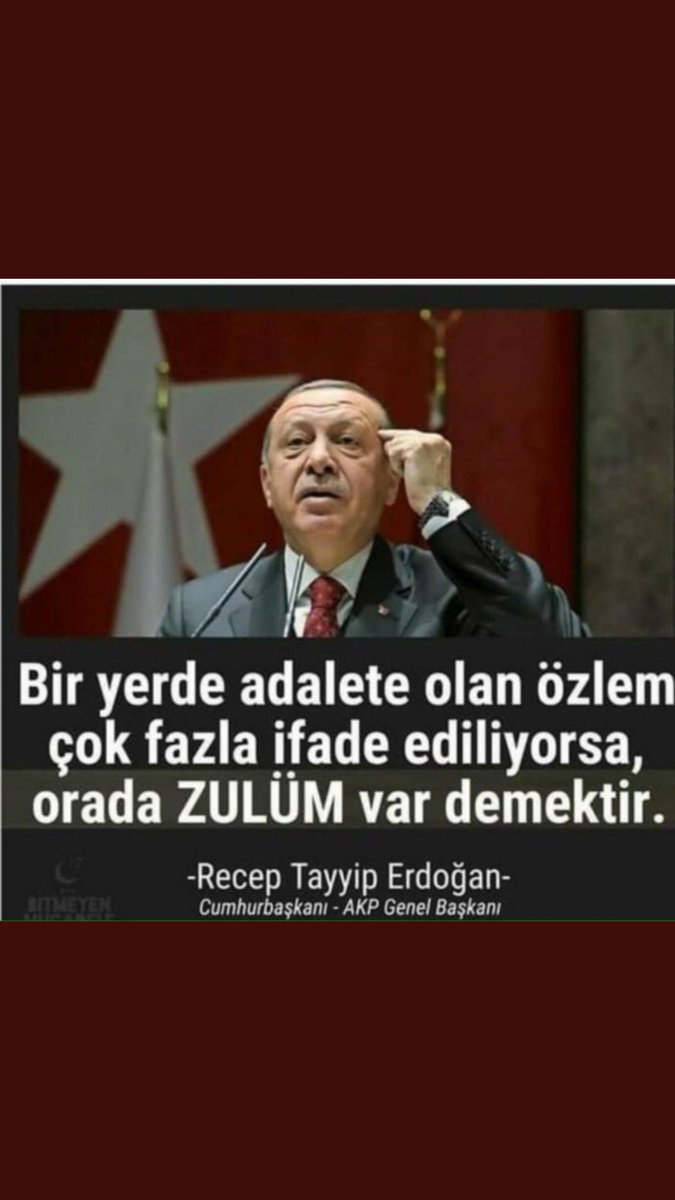 Bir yerde adalete olan özlem
çok fazla ifade ediliyorsa,
orada ZULÜM var demektir.
-Recep Tayyip Erdoğan-
Cumhurbaşkanı - AKP Genel Başkanı
BITMEYEN
MÜCADELE